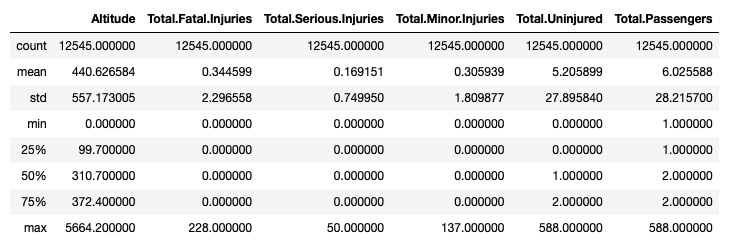 Altitude Total.Fatal.Injuries Total.Serious.Injuries Total.Minor.Injuries Total.Uninjured Total.Passengers
count 12545.000000 12545.000000 12545.000000 12545.000000 12545.000000 12545.000000
mean 440.626584 0.344599 0.169151 0.305939 5.205899 6.025588
std 557.173005 2.296558 0.749950 1.809877 27.895840 28.215700
min 0.000000 0.000000 0.000000 0.000000 0.000000 1.000000
25% 99.700000 0.000000 0.000000 0.000000 0.000000 1.000000
50% 310.700000 0.000000 0.000000 0.000000 1.000000 2.000000
75% 372.400000 0.000000 0.000000 0.000000 2.000000 2.000000
max 5664.200000 228.000000 50.000000 137.000000 588.000000 588.000000